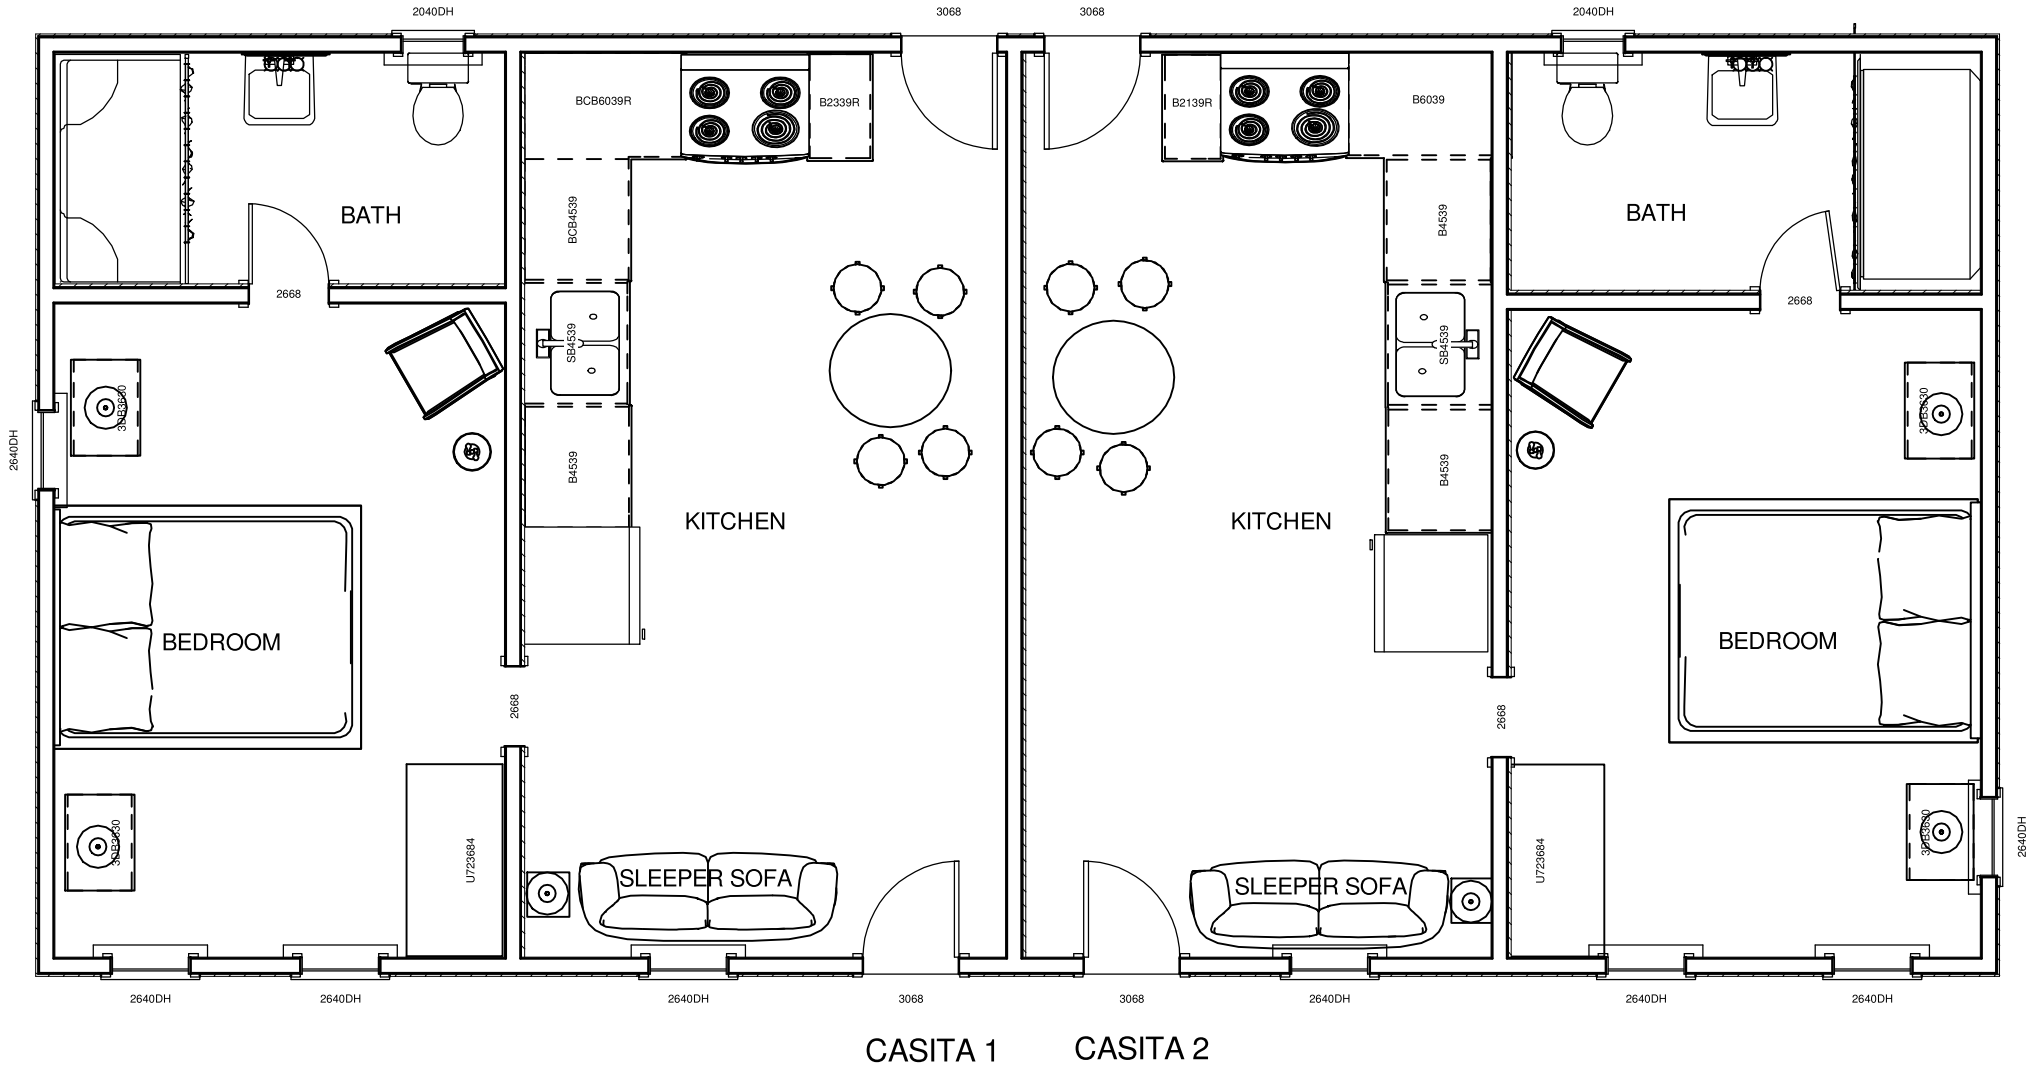 2040DH
3068
3068
2040DH
BCB6039R
B2339R
B2139R
B6039
BATH
BCB4539
B4539
BATH
2668
2668
SB4539
SB4539
3DB3630
3DB3630
2640DH
B4539
B4539
KITCHEN
KITCHEN
BEDROOM
BEDROOM
2668
2668
3DB3630
3DB3630
2640DH
U723684
U723684
SLEEPER SOFA
SLEEPER SOFA
2640DH
2640DH
2640DH
3068
3068
2640DH
2640DH
2640DH
CASITA 1
CASITA 2